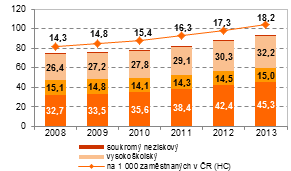 120
100
80
60
40
20
0
14,3 14,8 15,4 16,3 17,3 18,2
26,4 27,2 27,8 29,1 30,3 32,2
15,1 14,8 14,1 14,3 14,5 15,0
32,7 33,5 35,6 38,4 42,4 45,3
2008 2009 2010 2011 2012 2013
soukromý neziskový
vysokoškolský
na 1 000 zaměstnaných v ČR (HC)